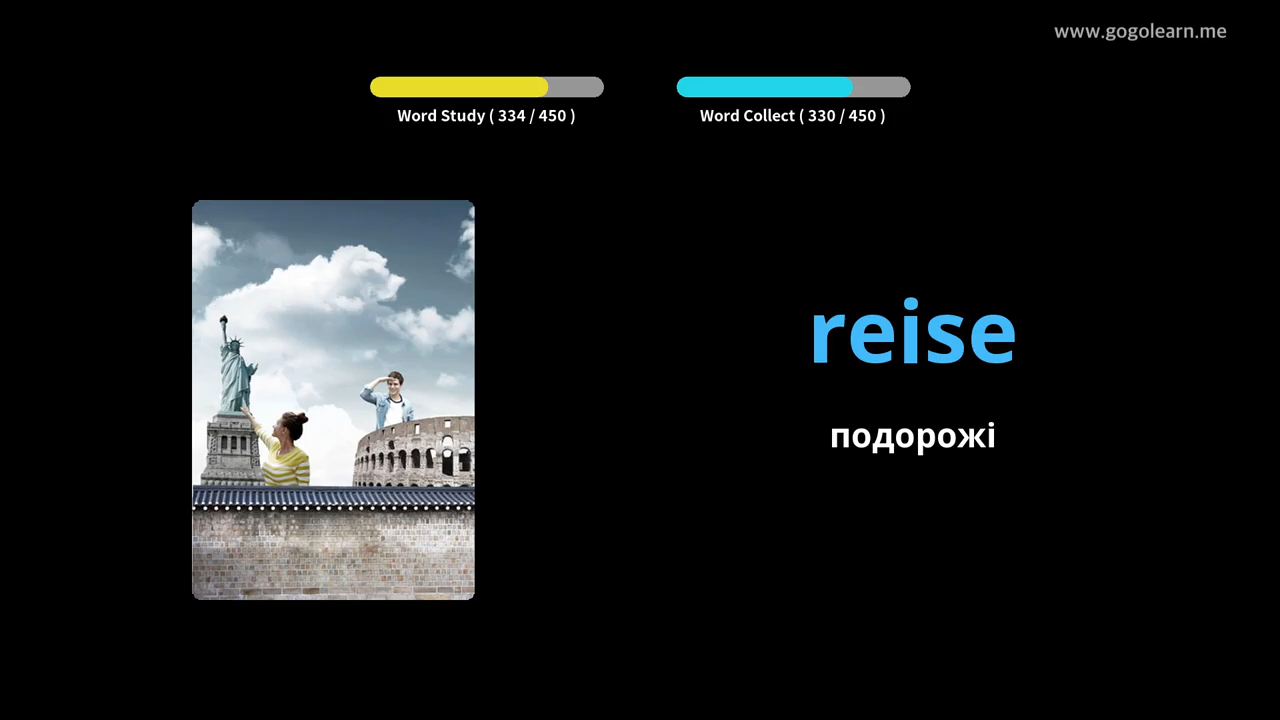 www.gogolearn.me
Word Study ( 334 / 450 )
Word Collect ( 330 / 450 )
reise
подорожі